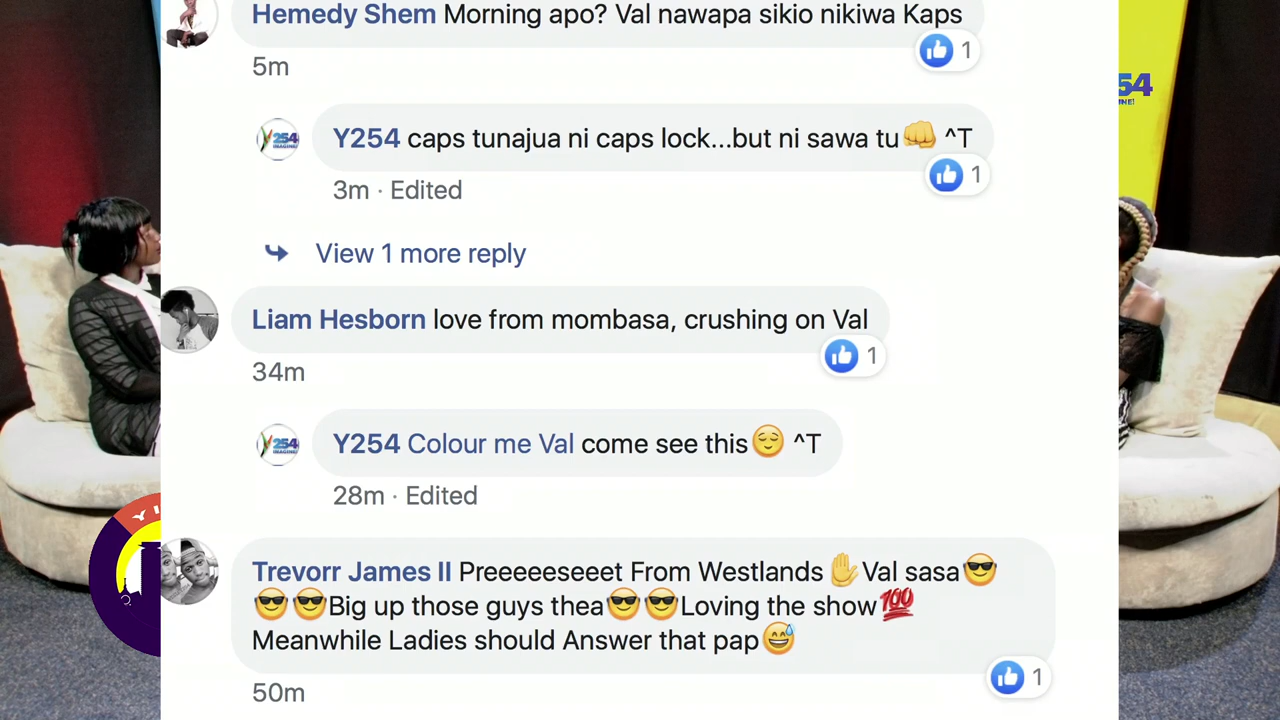 Hemedy Shem Morning apo? Val nawapa sikio nikiwa Kaps
1
5m
Y254 caps tunajua ni caps lock...but ni sawa tu👊 ^T
1
3m · Edited
View 1 more reply
Liam Hesborn love from mombasa, crushing on Val
1
34m
Y254 Colour me Val come see this😌 ^T
28m · Edited
Trevorr James II Preeeeeseeet From Westlands ✋Val sasa😎
😎😎Big up those guys thea😎😎Loving the show💯
Meanwhile Ladies should Answer that pap😅
1
50m
54